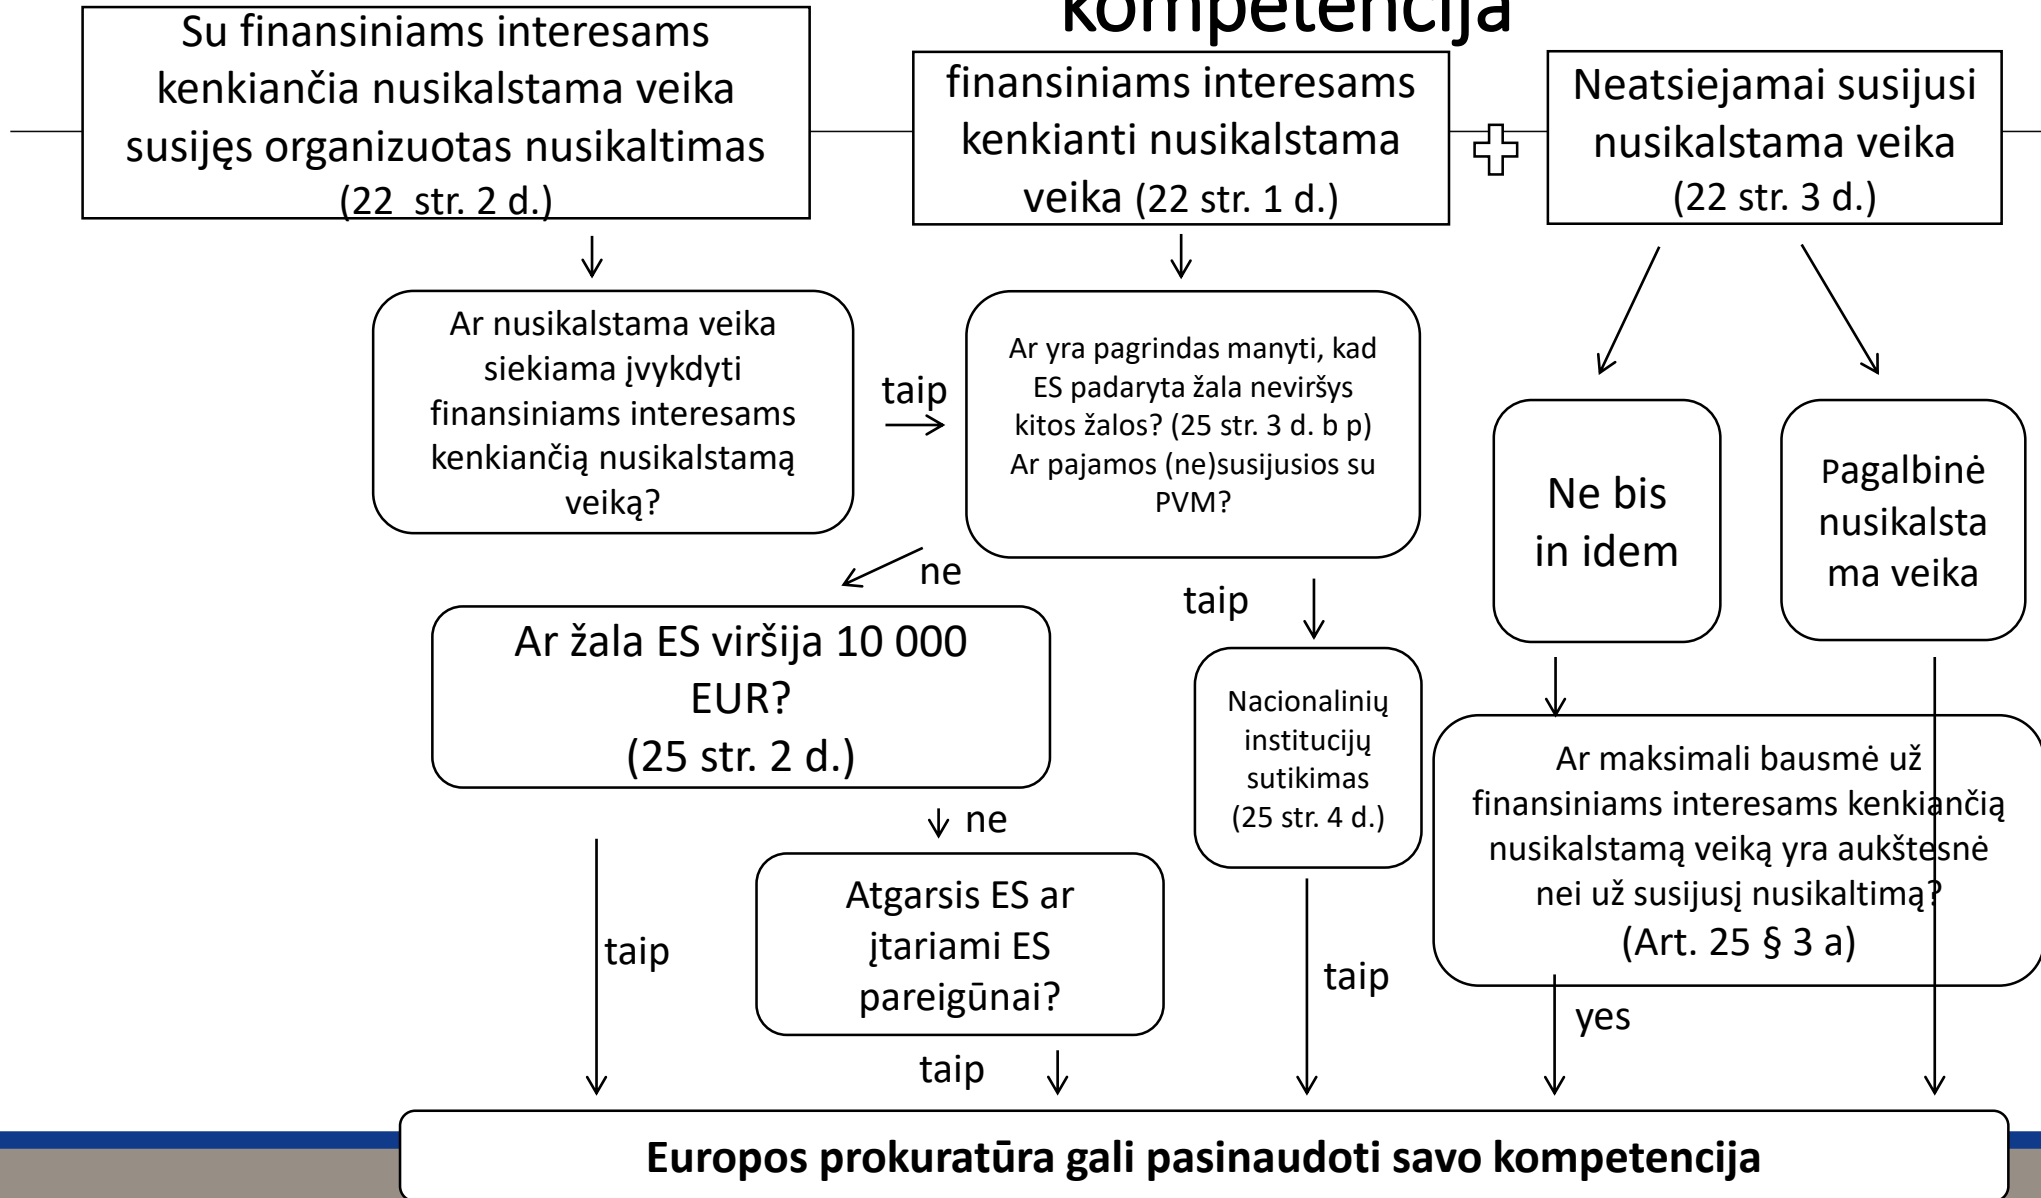 kompetencija
Su finansiniams interesams
kenkiančia nusikalstama veika
susijęs organizuotas nusikaltimas
(22 str. 2 d.)
finansiniams interesams
kenkianti nusikalstama
veika (22 str. 1 d.)
Neatsiejamai susijusi
nusikalstama veika
(22 str. 3 d.)
Ar nusikalstama veika
siekiama įvykdyti
finansiniams interesams
kenkiančią nusikalstamą
veiką?
taip
Ar yra pagrindas manyti, kad
ES padaryta žala neviršys
kitos žalos? (25 str. 3 d. b p)
Ar pajamos (ne)susijusios su
PVM?
Ne bis
in idem
Pagalbinė
nusikalsta
ma veika
ne
taip
Ar žala ES viršija 10 000
EUR?
(25 str. 2 d.)
Nacionalinių
institucijų
sutikimas
(25 str. 4 d.)
Ar maksimali bausmė už
finansiniams interesams kenkiančią
nusikalstamą veiką yra aukštesnė
nei už susijusį nusikaltimą?
(Art. 25 § 3 a)
ne
Atgarsis ES ar
įtariami ES
pareigūnai?
taip
taip
yes
taip
Europos prokuratūra gali pasinaudoti savo kompetencija